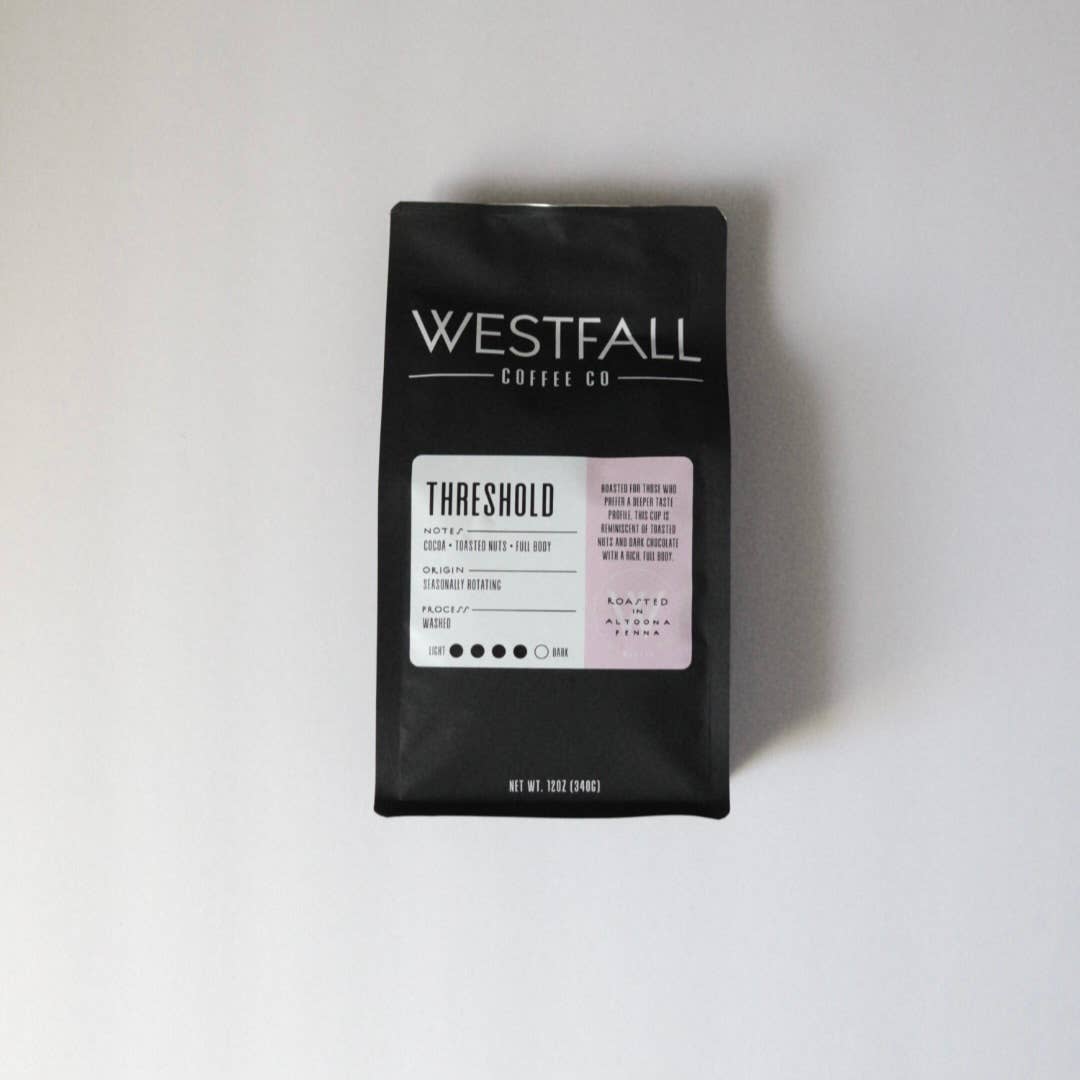 WESTFALL
COFFEE CO
THRESHOLD
NOTES
COCOA • TOASTED NUTS • FULL BODY
ORIGIN
SEASONALLY ROTATING
PROCESS
WASHED
LIGHT DARK
ROASTED FOR THOSE WHO
PREFER A DEEPER TASTE
PROFILE. THIS CUP IS
REMINISCENT OF TOASTED
NUTS AND DARK CHOCOLATE
WITH A RICH, FULL BODY.
ROASTED
IN
ALTOONA
PENNA
NET WT. 12OZ (340G)